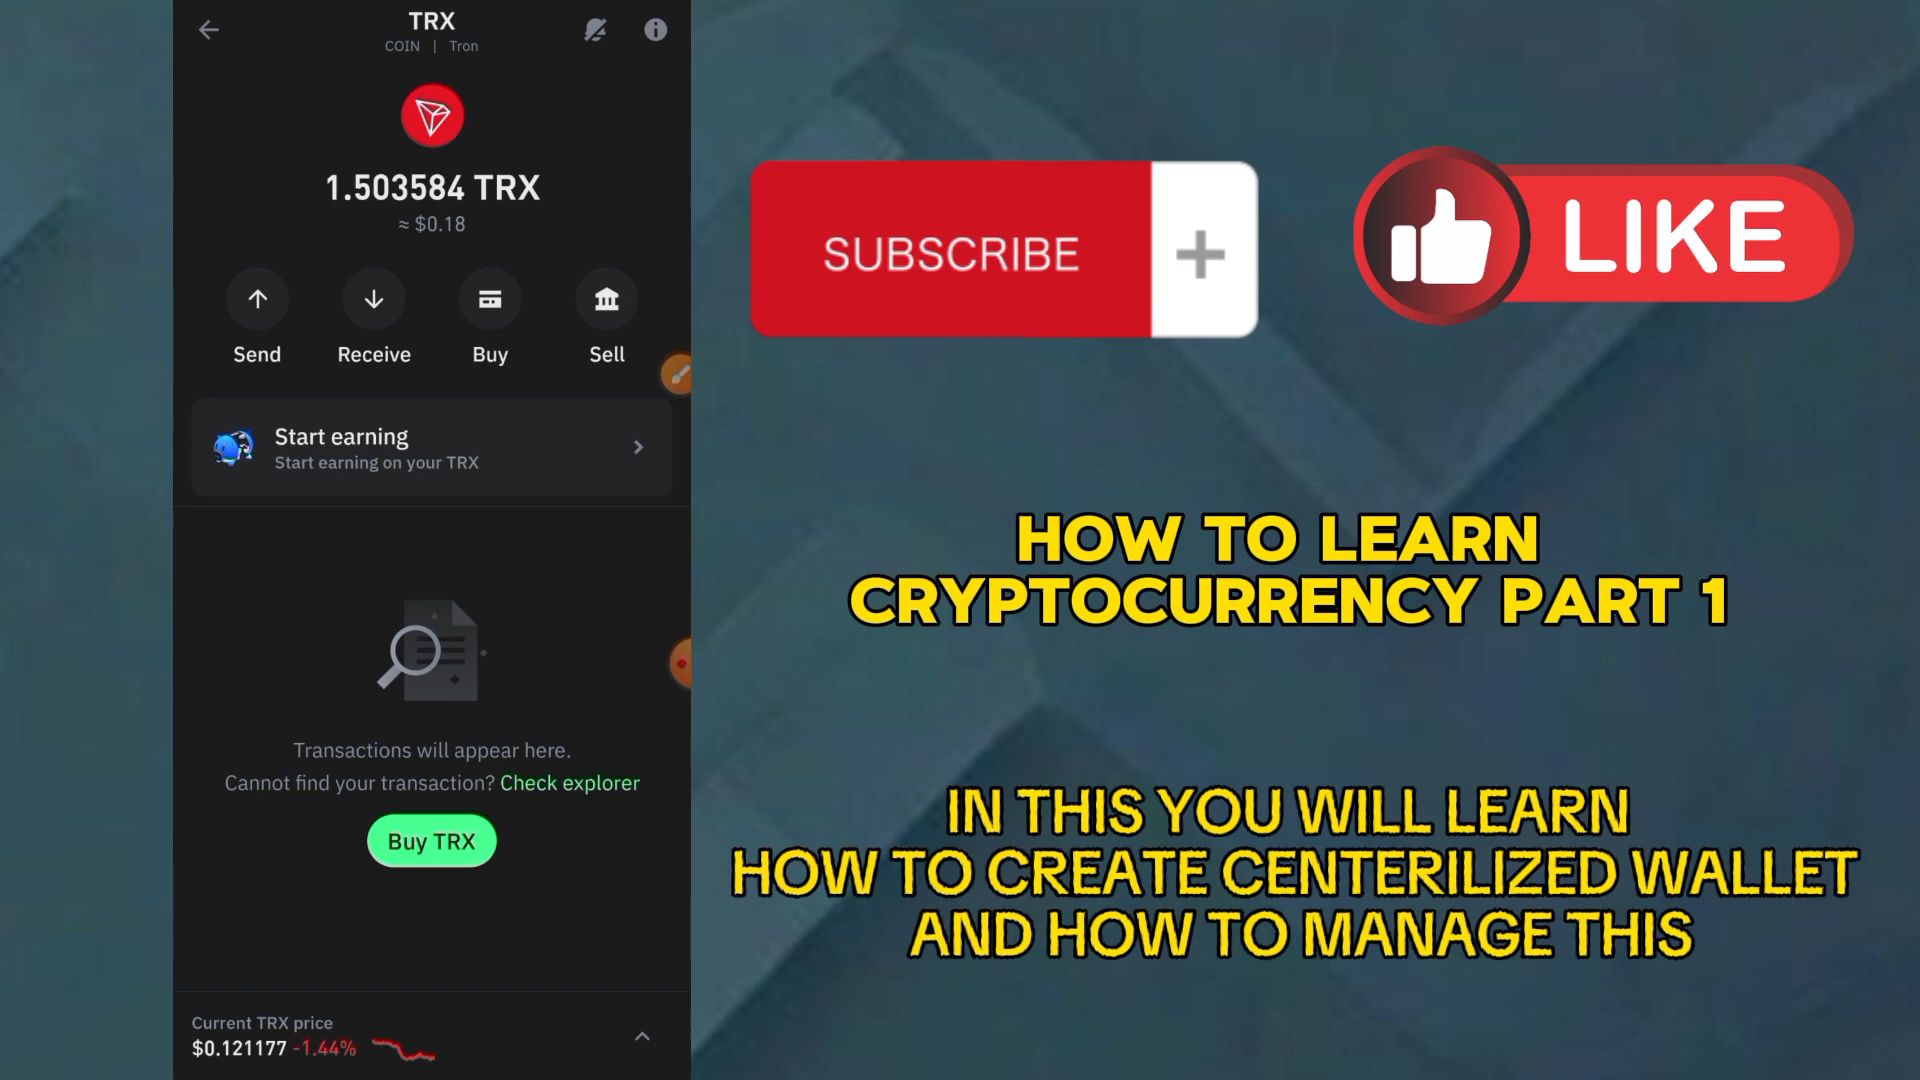 TRX
COIN | Tron
1.503584 TRX
≈ $0.18
Send Receive Buy Sell
Start earning
Start earning on your TRX
Transactions will appear here.
Cannot find your transaction? Check explorer
Buy TRX
Current TRX price
$0.121177 -1.44%
SUBSCRIBE +
LIKE
HOW TO LEARN
CRYPTOCURRENCY PART 1
IN THIS YOU WILL LEARN
HOW TO CREATE CENTERILIZED WALLET
AND HOW TO MANAGE THIS